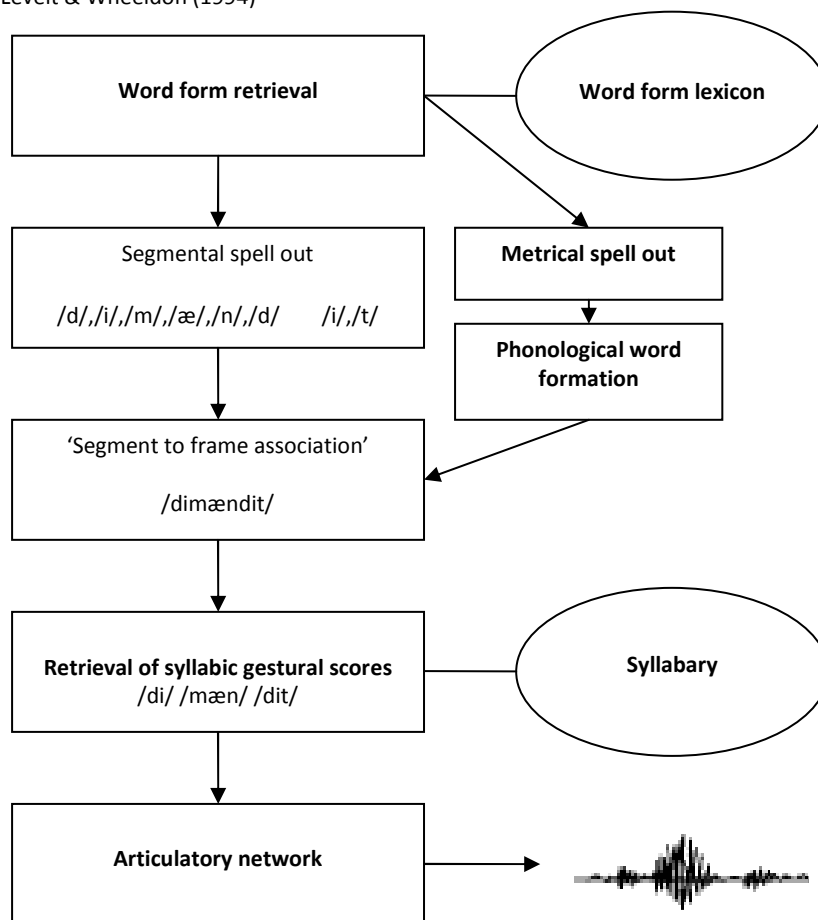 Levelt & Wheeldon (1994)
Word form retrieval
Word form lexicon
Segmental spell out
/d/,/i/,/m/,/æ/,/n/,/d/ /i/,/t/
Metrical spell out
Phonological word
formation
‘Segment to frame association’
/dimændit/
Retrieval of syllabic gestural scores
/di/ /mæn/ /dit/
Syllabary
Articulatory network